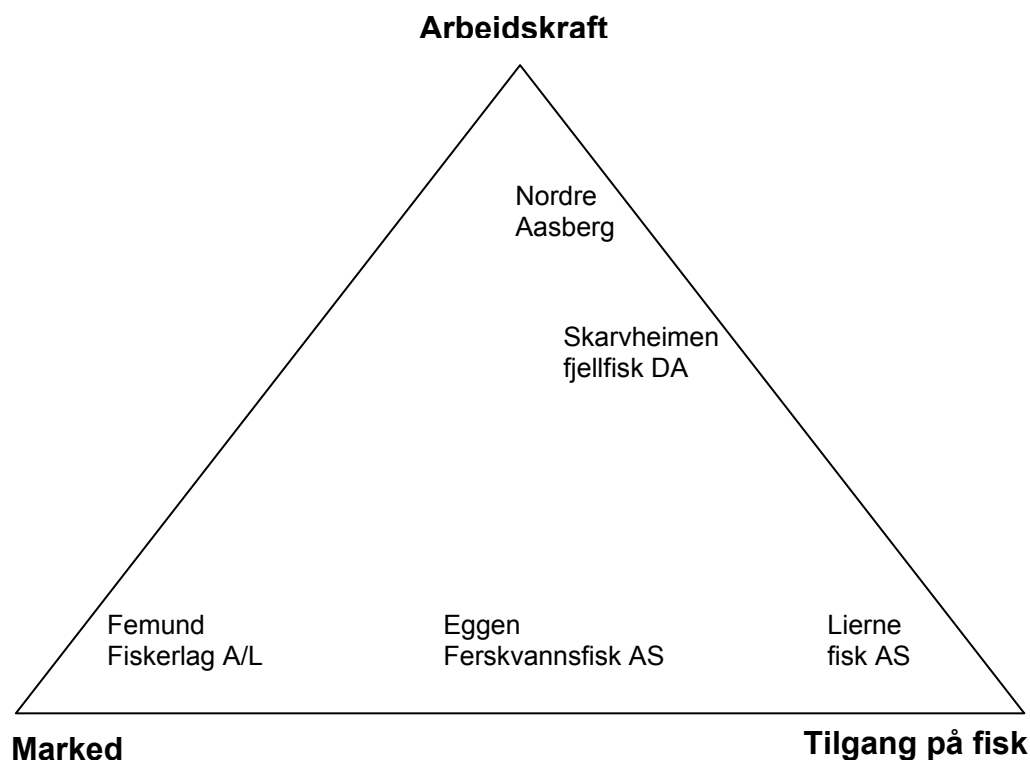 Arbeidskraft
Nordre
Aasberg
Skarvheimen
fjellfisk DA
Femund
Fiskerlag A/L
Eggen
Ferskvannsfisk AS
Lierne
fisk AS
Marked
Tilgang på fisk